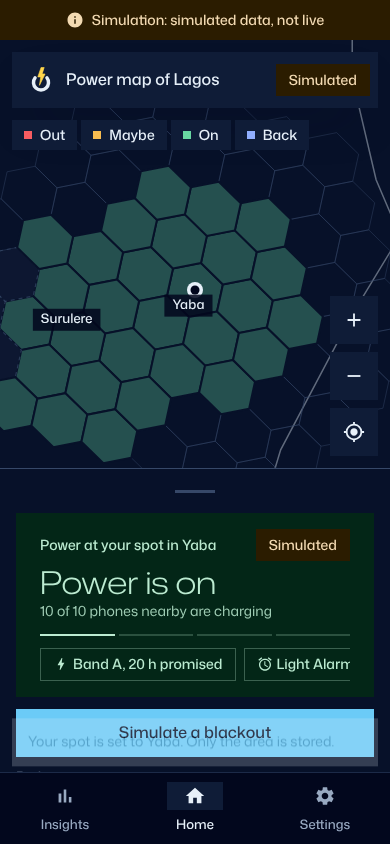 Simulation: simulated data, not live
Power map of Lagos
Simulated
Out
Maybe
On
Back
Surulere
Yaba
Power at your spot in Yaba
Simulated
Power is on
10 of 10 phones nearby are charging
Band A, 20 h promised
Light Alarm
Simulate a blackout
Your spot is set to Yaba. Only the area is stored.
Insights
Home
Settings